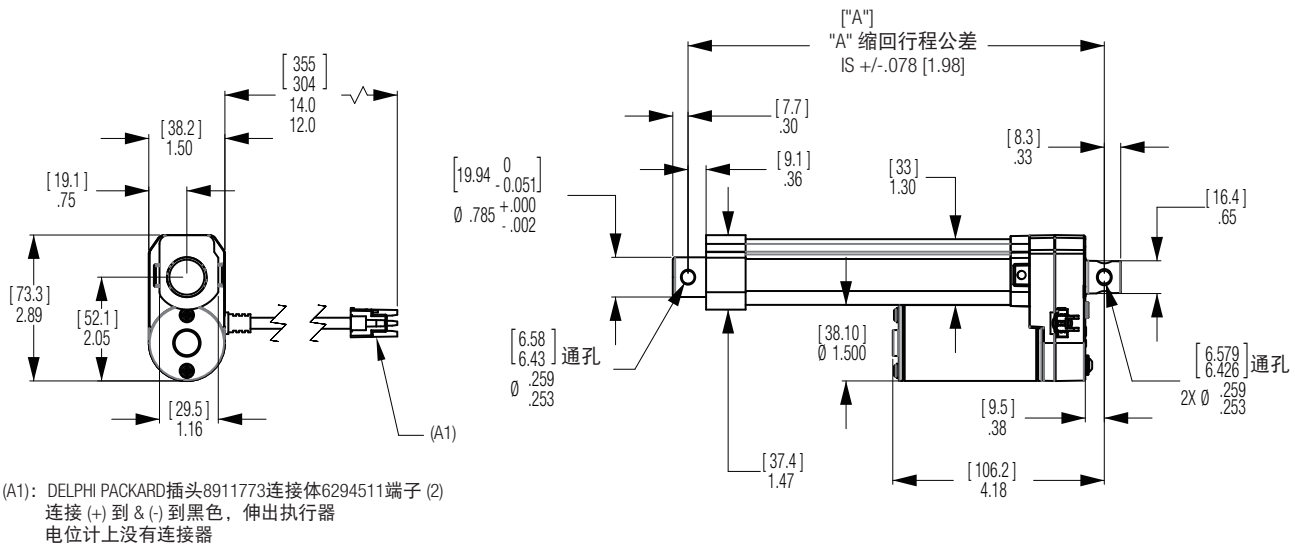 [ 355
304 ]
14.0
12.0
[ 38.2 ]
1.50
[ 19.1 ]
.75
[ 73.3 ]
2.89
[ 52.1 ]
2.05
[ 29.5 ]
1.16
(A1)
(A1)：DELPHI PACKARD插头8911773连接体6294511端子 (2)
连接 (+) 到 & (-) 到黑色，伸出执行器
电位计上没有连接器
["A"]
"A" 缩回行程公差
IS +/-.078 [1.98]
[ 7.7 ]
.30
[ 9.1 ]
.36
[19.94 0
- 0.051]
Ø .785 +.000
- .002
[ 33 ]
1.30
[ 8.3 ]
.33
[ 16.4 ]
.65
[ 6.58
6.43 ] 通孔
Ø .259
.253
[ 38.10 ]
Ø 1.500
[ 6.579
6.426 ] 通孔
2X Ø .259
.253
[ 9.5 ]
.38
[ 37.4 ]
1.47
[ 106.2 ]
4.18